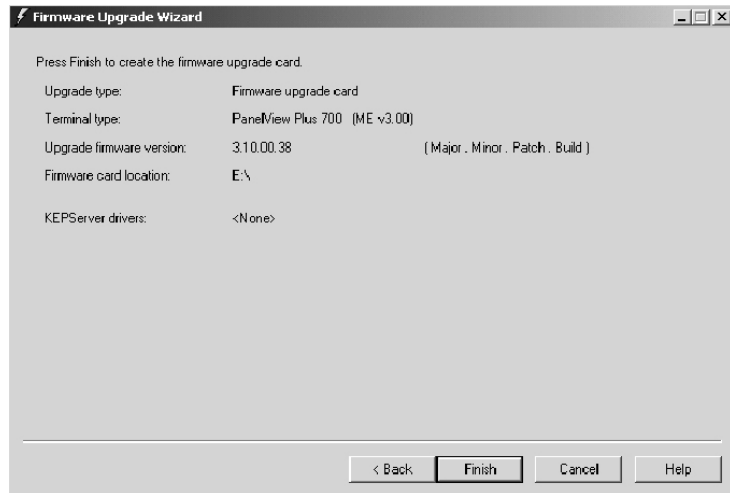 Firmware Upgrade Wizard
Press Finish to create the firmware upgrade card.
Upgrade type: Firmware upgrade card
Terminal type: PanelView Plus 700 (ME v3.00)
Upgrade firmware version: 3.10.00.38 ( Major . Minor . Patch . Build )
Firmware card location: E:\
KEPServer drivers: <None>
< Back Finish Cancel Help